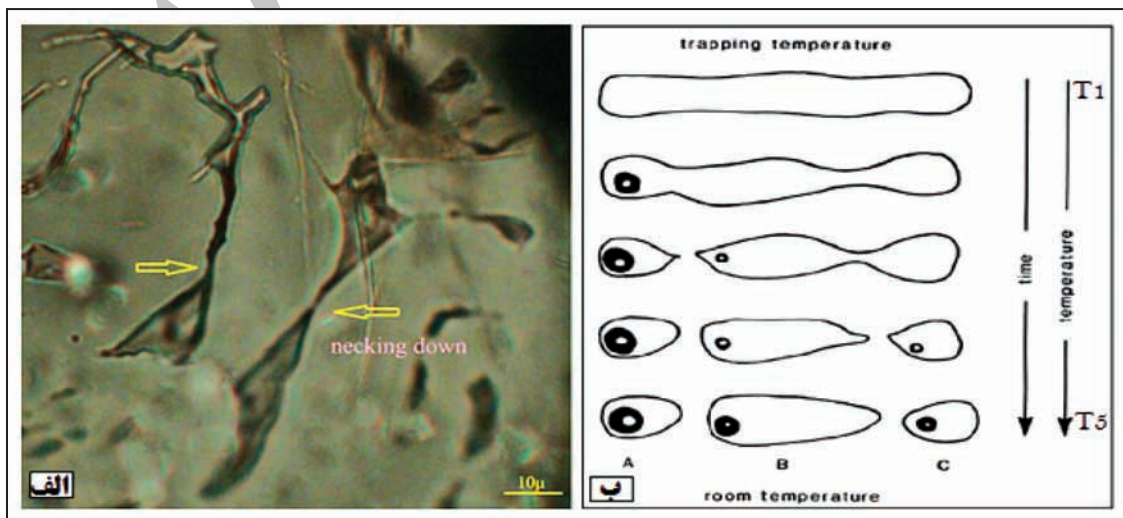 necking down
الف
10µ
trapping temperature
T1
time
temperature
T5
A B C
room temperature
ب